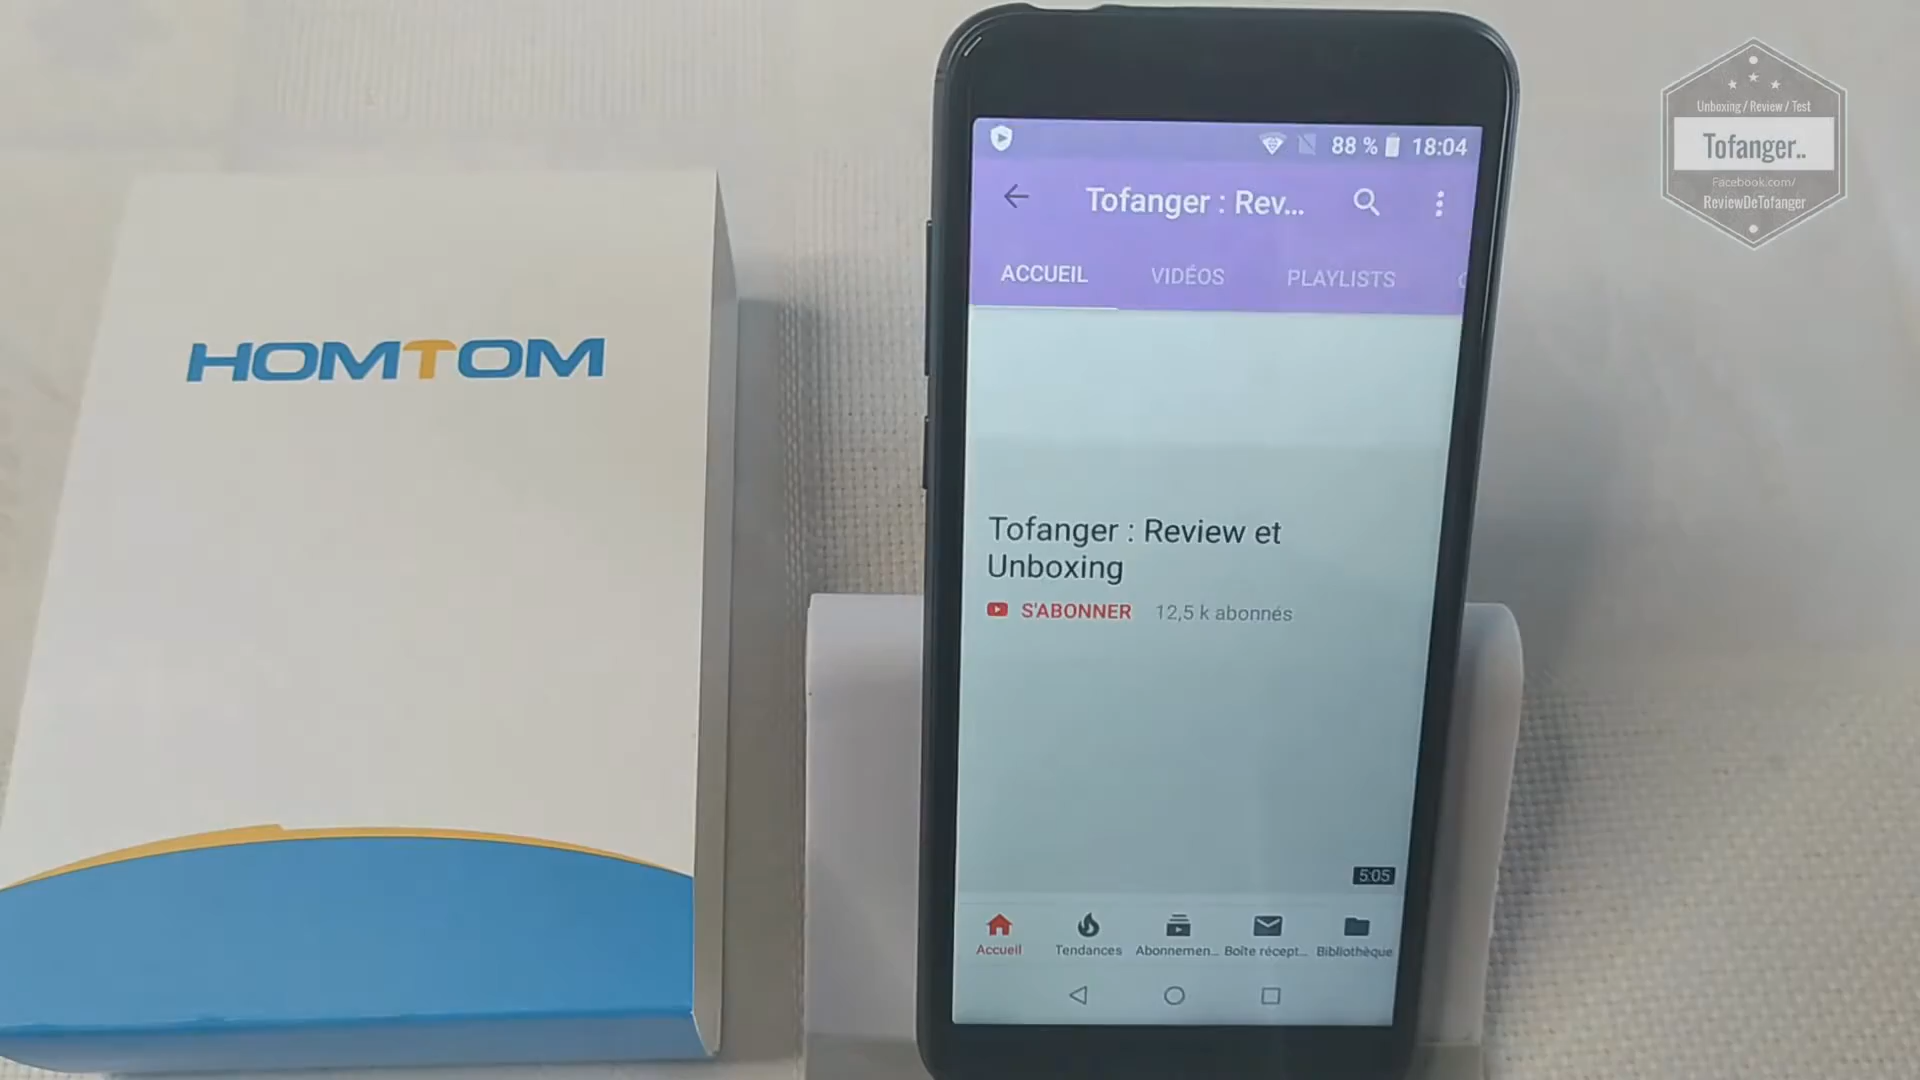 HOMTOM
88 % 18:04
Tofanger : Rev...
ACCUEIL VIDÉOS PLAYLISTS
Tofanger : Review et
Unboxing
S'ABONNER 12,5 k abonnés
5:05
Accueil Tendances Abonnemen... Boîte récept... Bibliothèque
Unboxing / Review / Test
Tofanger..
Facebook.com/
ReviewDeTofanger